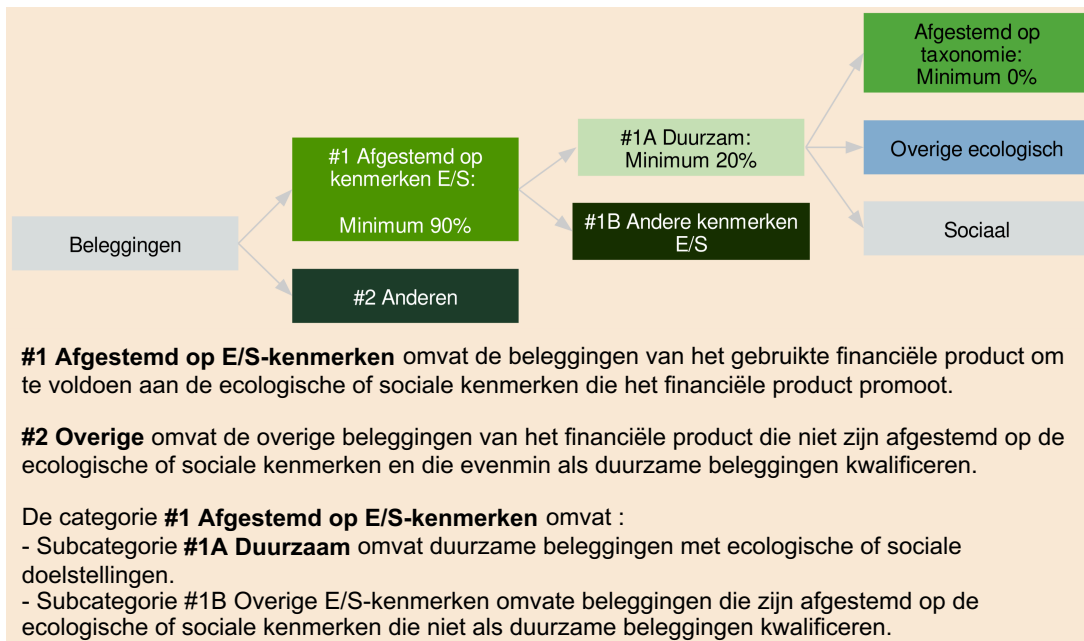 Afgestemd op
taxonomie:
Minimum 0%
#1 Afgestemd op
kenmerken E/S:
Minimum 90%
#1A Duurzam:
Minimum 20%
Overige ecologisch
#1B Andere kenmerken
E/S
Sociaal
Beleggingen
#2 Anderen
#1 Afgestemd op E/S-kenmerken omvat de beleggingen van het gebruikte financiële product om
te voldoen aan de ecologische of sociale kenmerken die het financiële product promoot.
#2 Overige omvat de overige beleggingen van het financiële product die niet zijn afgestemd op de
ecologische of sociale kenmerken en die evenmin als duurzame beleggingen kwalificeren.
De categorie #1 Afgestemd op E/S-kenmerken omvat :
- Subcategorie #1A Duurzaam omvat duurzame beleggingen met ecologische of sociale
doelstellingen.
- Subcategorie #1B Overige E/S-kenmerken omvate beleggingen die zijn afgestemd op de
ecologische of sociale kenmerken die niet als duurzame beleggingen kwalificeren.